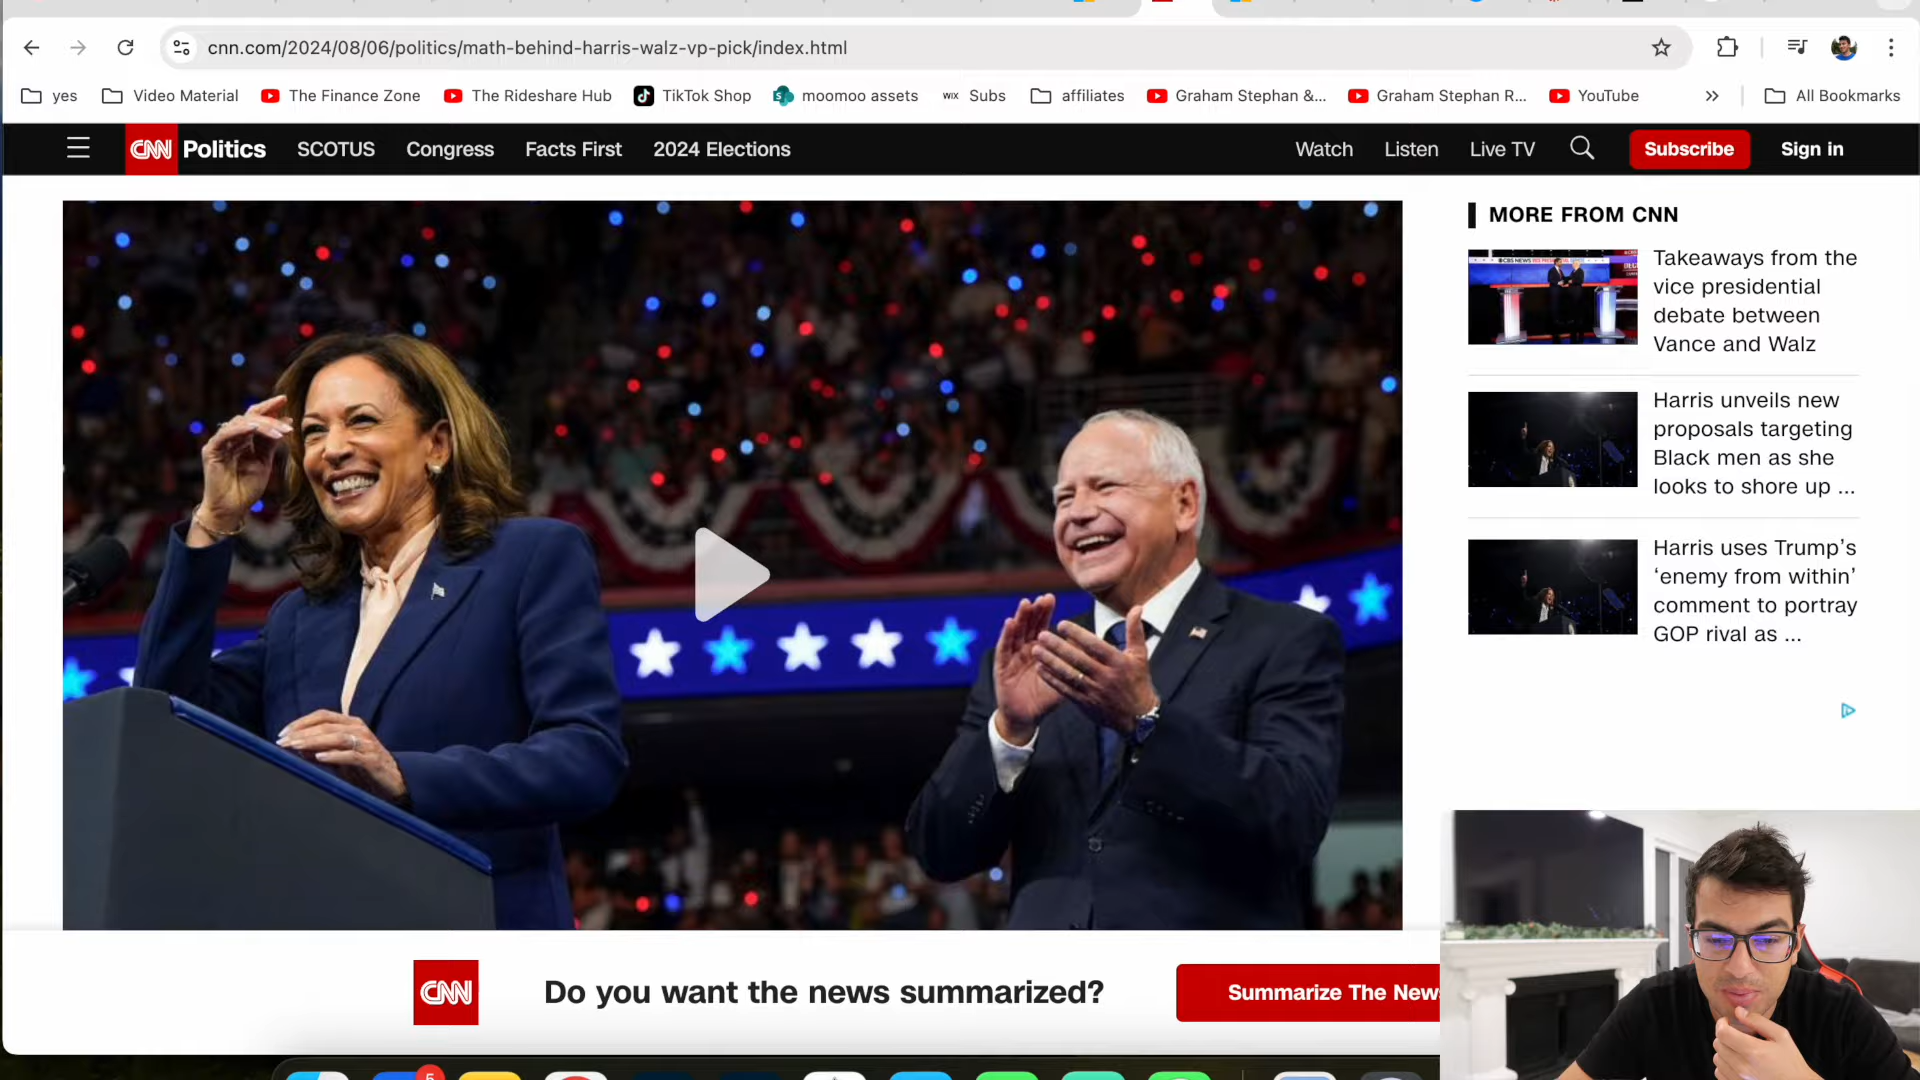 cnn.com/2024/08/06/politics/math-behind-harris-walz-vp-pick/index.html
yes Video Material The Finance Zone The Rideshare Hub TikTok Shop moomoo assets WIX Subs affiliates Graham Stephan &... Graham Stephan R... YouTube » All Bookmarks
CNN Politics SCOTUS Congress Facts First 2024 Elections Watch Listen Live TV Subscribe Sign in
MORE FROM CNN
Takeaways from the
vice presidential
debate between
Vance and Walz
Harris unveils new
proposals targeting
Black men as she
looks to shore up ...
Harris uses Trump’s
‘enemy from within’
comment to portray
GOP rival as ...
CNN Do you want the news summarized? Summarize The News
5